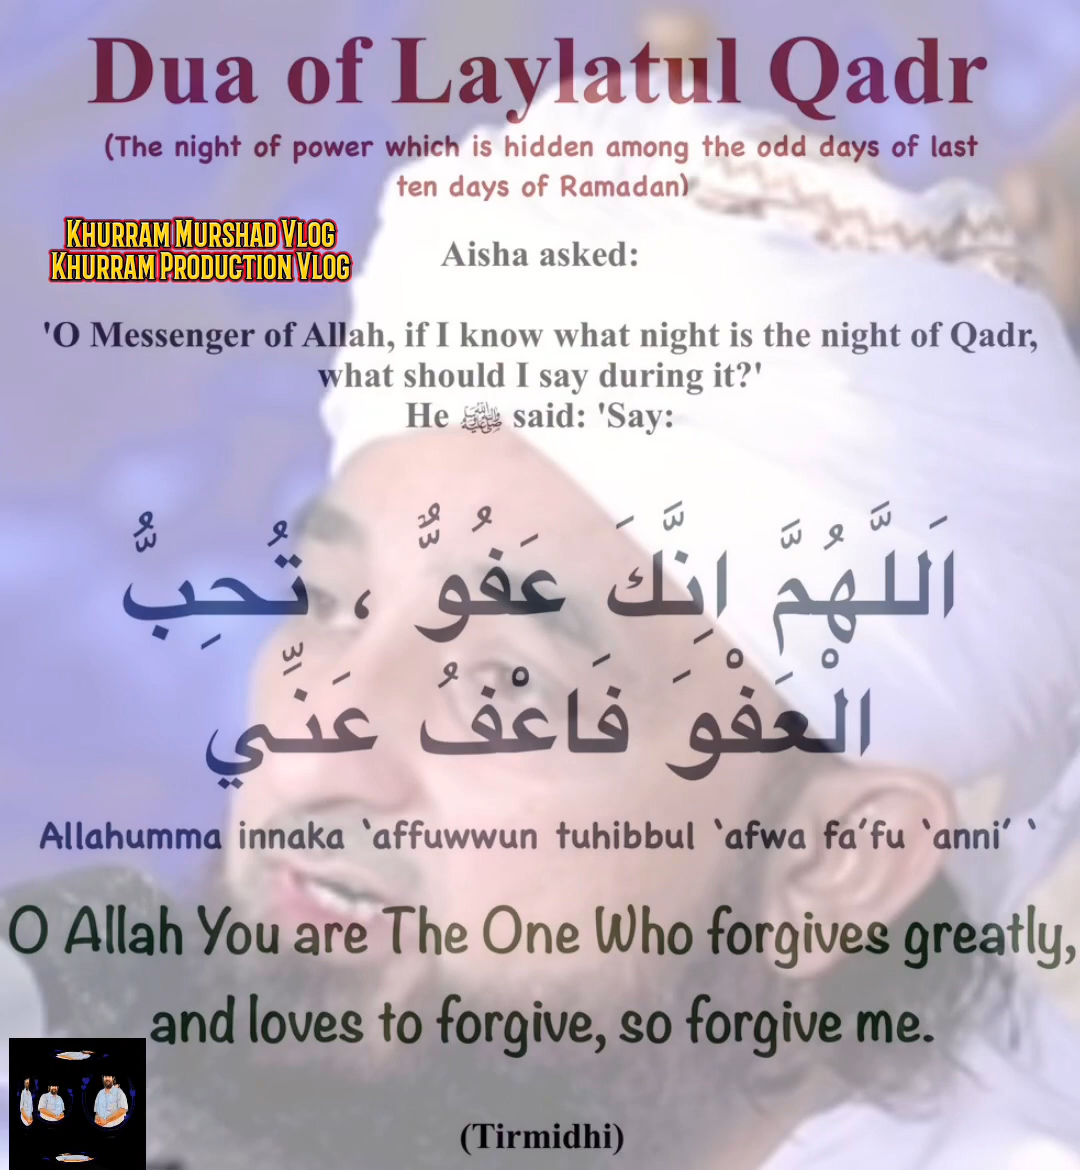 Dua of Laylatul Qadr
(The night of power which is hidden among the odd days of last
ten days of Ramadan)
KHURRAM MURSHAD VLOG
KHURRAM PRODUCTION VLOG
Aisha asked:
'O Messenger of Allah, if I know what night is the night of Qadr,
what should I say during it?'
He ﷺ said: 'Say:
اَللَّهُمَّ اِنَّكَ عَفُوٌّ ، تُحِبُّ
الْعَفْوَ فَاعْفُ عَنِّي
Allahumma innaka `affuwwun tuhibbul `afwa fa'fu `anni' `
O Allah You are The One Who forgives greatly,
and loves to forgive, so forgive me.
(Tirmidhi)